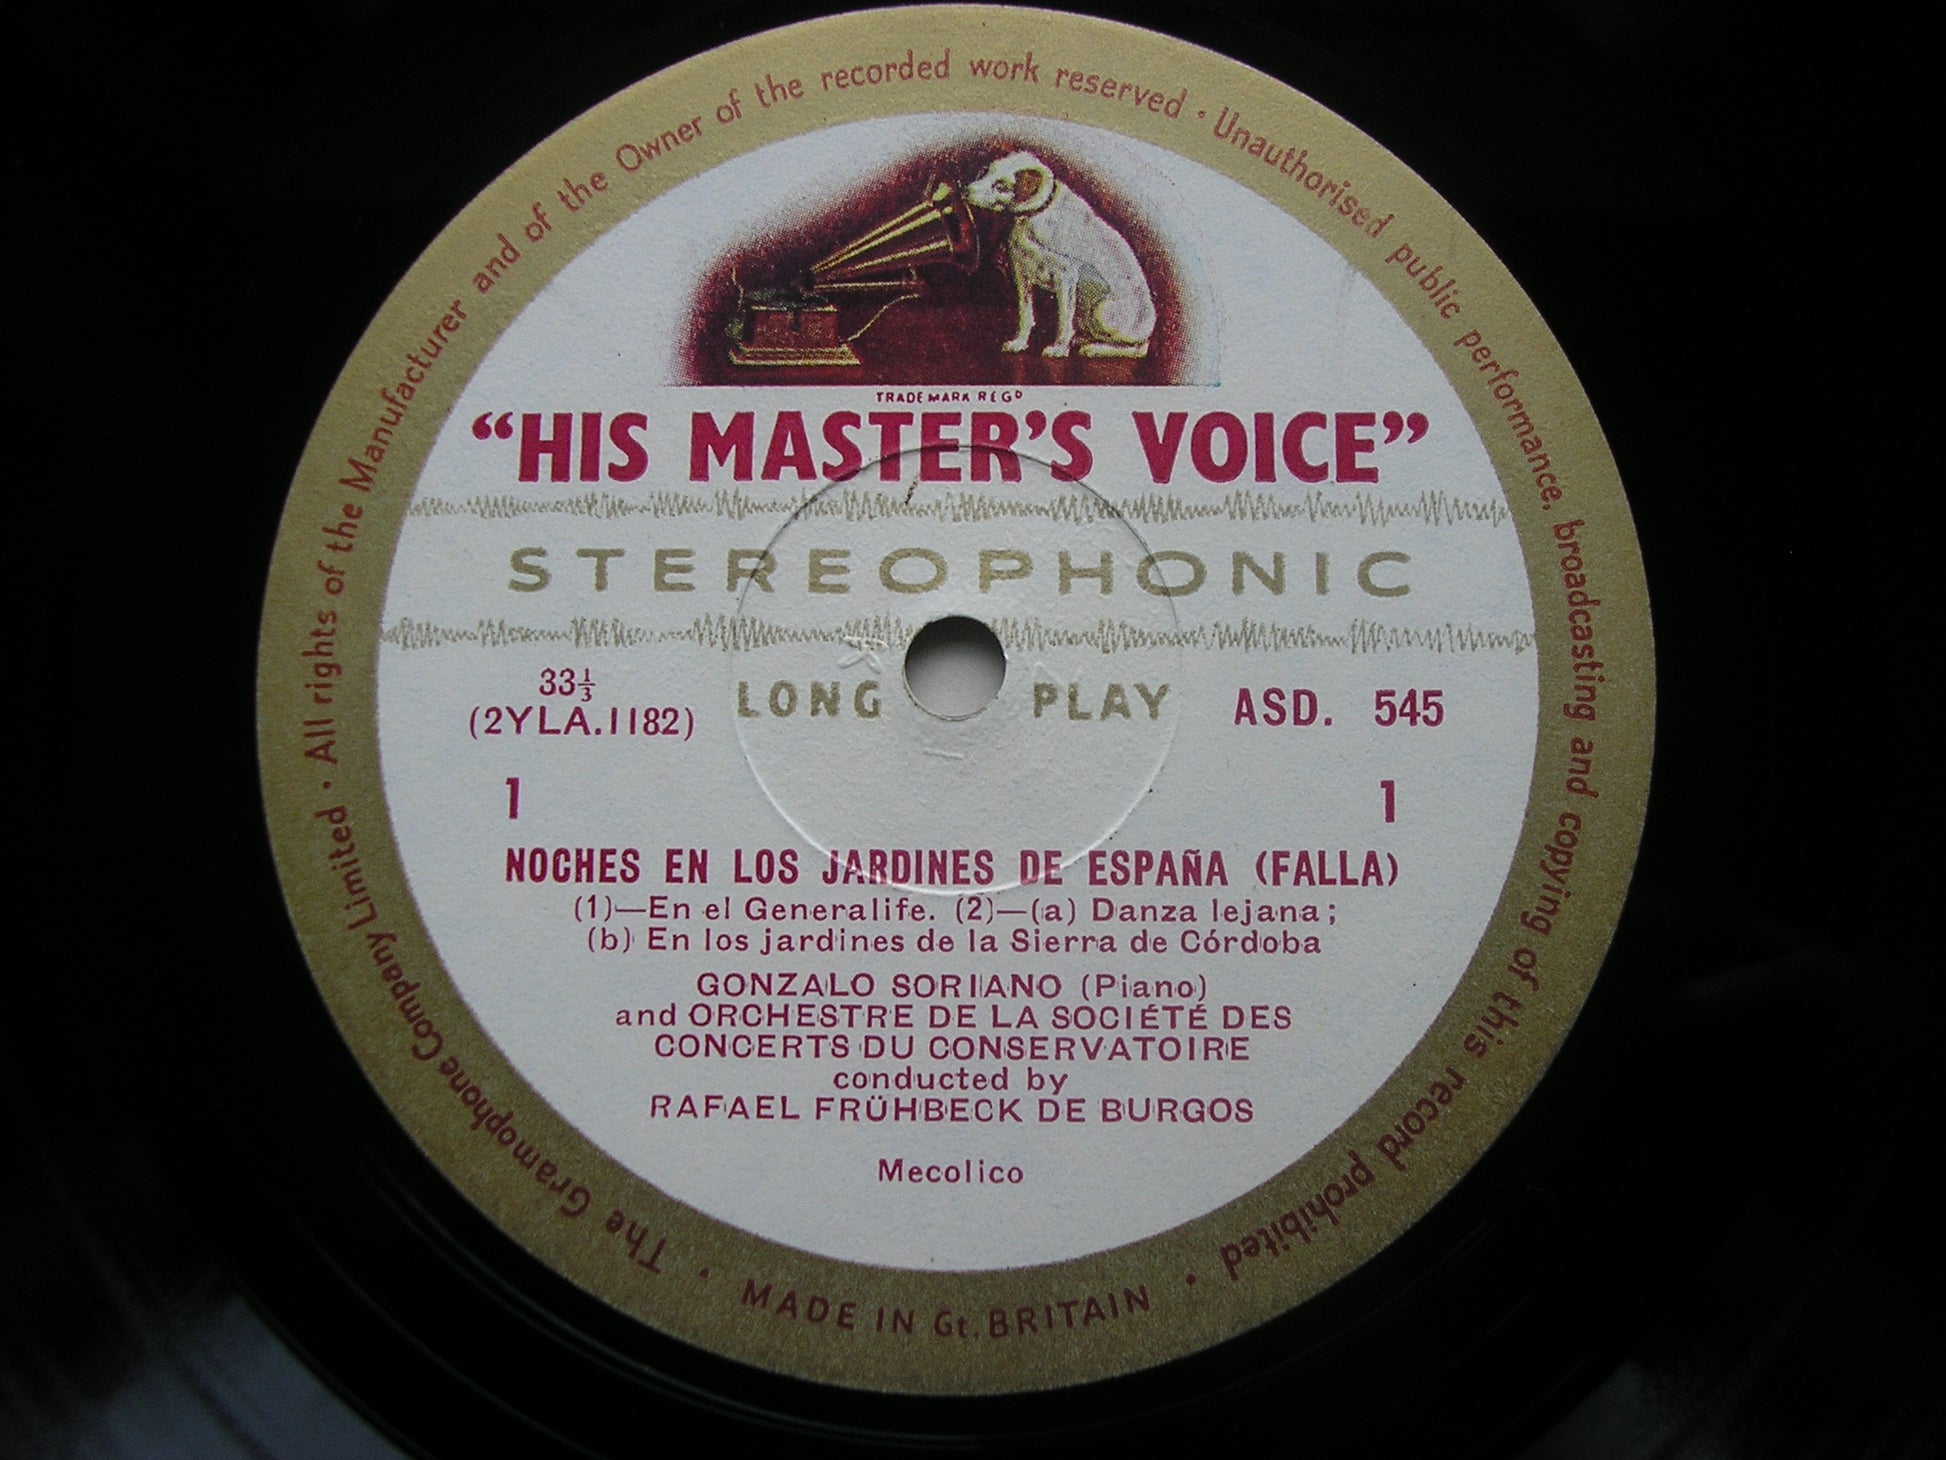 The Gramophone Company Limited · All rights of the Manufacturer and of the Owner of the recorded work reserved · Unauthorised public performance, broadcasting and copying of this record prohibited ·
TRADE MARK REGD
“HIS MASTER'S VOICE”
STEREOPHONIC
33⅓
LONG PLAY
ASD. 545
(2YLA.1182)
1 1
NOCHES EN LOS JARDINES DE ESPAÑA (FALLA)
(1)—En el Generalife. (2)—(a) Danza lejana;
(b) En los jardines de la Sierra de Córdoba
GONZALO SORIANO (Piano)
and ORCHESTRE DE LA SOCIÉTÉ DES
CONCERTS DU CONSERVATOIRE
conducted by
RAFAEL FRÜHBECK DE BURGOS
Mecolico
· MADE IN Gt. BRITAIN